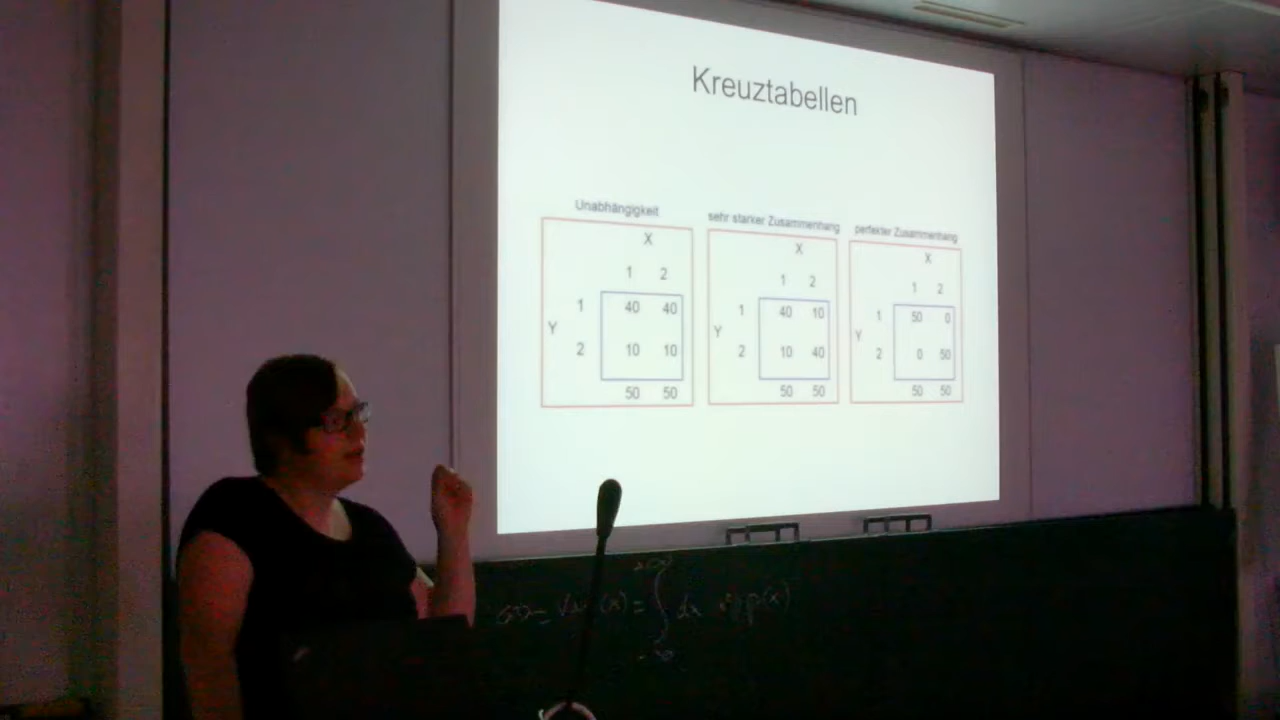 Kreuztabellen
Unabhängigkeit
X
1 2
1 40 40
Y
2 10 10
50 50
sehr starker Zusammenhang
X
1 2
1 40 10
Y
2 10 40
50 50
perfekter Zusammenhang
X
1 2
1 50 0
Y
2 0 50
50 50